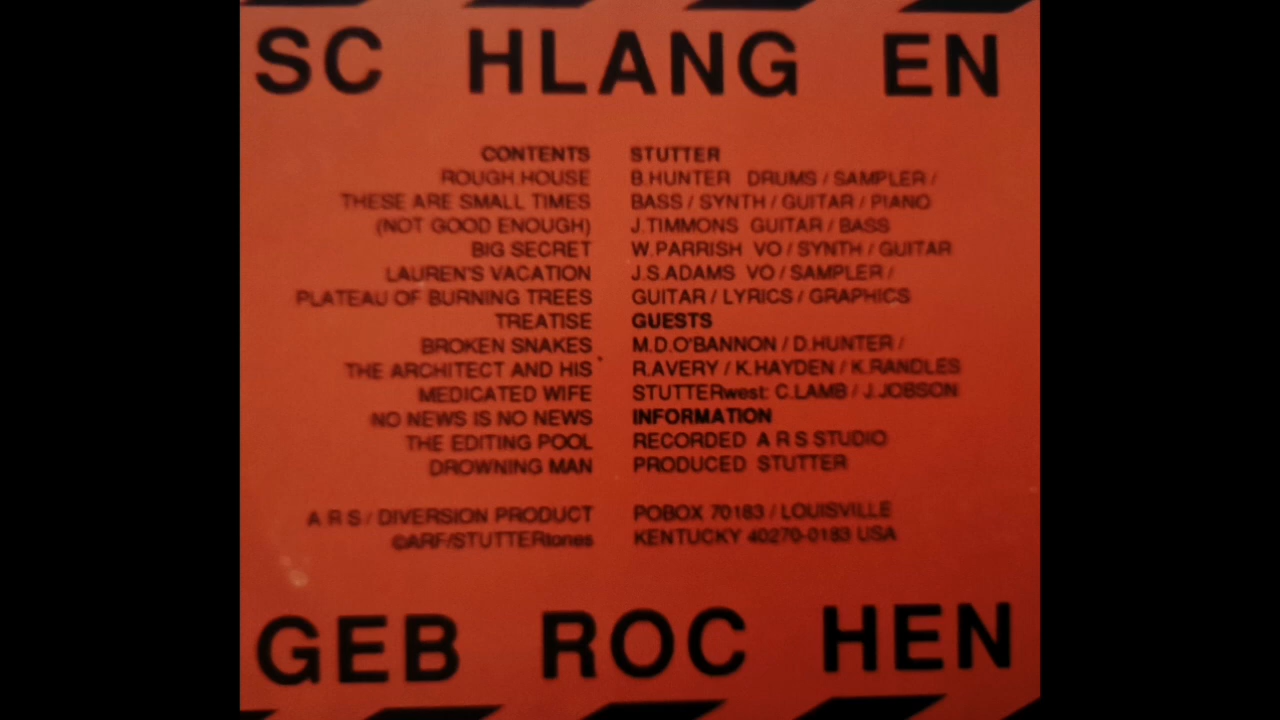 SC HLANG EN
CONTENTS
ROUGH HOUSE
THESE ARE SMALL TIMES
(NOT GOOD ENOUGH)
BIG SECRET
LAUREN'S VACATION
PLATEAU OF BURNING TREES
TREATISE
BROKEN SNAKES
THE ARCHITECT AND HIS
MEDICATED WIFE
NO NEWS IS NO NEWS
THE EDITING POOL
DROWNING MAN
A R S / DIVERSION PRODUCT
©ARF/STUTTERtones
STUTTER
B.HUNTER DRUMS / SAMPLER /
BASS / SYNTH / GUITAR / PIANO
J.TIMMONS GUITAR / BASS
W.PARRISH VO / SYNTH / GUITAR
J.S.ADAMS VO / SAMPLER /
GUITAR / LYRICS / GRAPHICS
GUESTS
M.D.O'BANNON / D.HUNTER /
R.AVERY / K.HAYDEN / K.RANDLES
STUTTERwest: C.LAMB / J.JOBSON
INFORMATION
RECORDED A R S STUDIO
PRODUCED STUTTER
POBOX 70183 / LOUISVILLE
KENTUCKY 40270-0183 USA
GEB ROC HEN